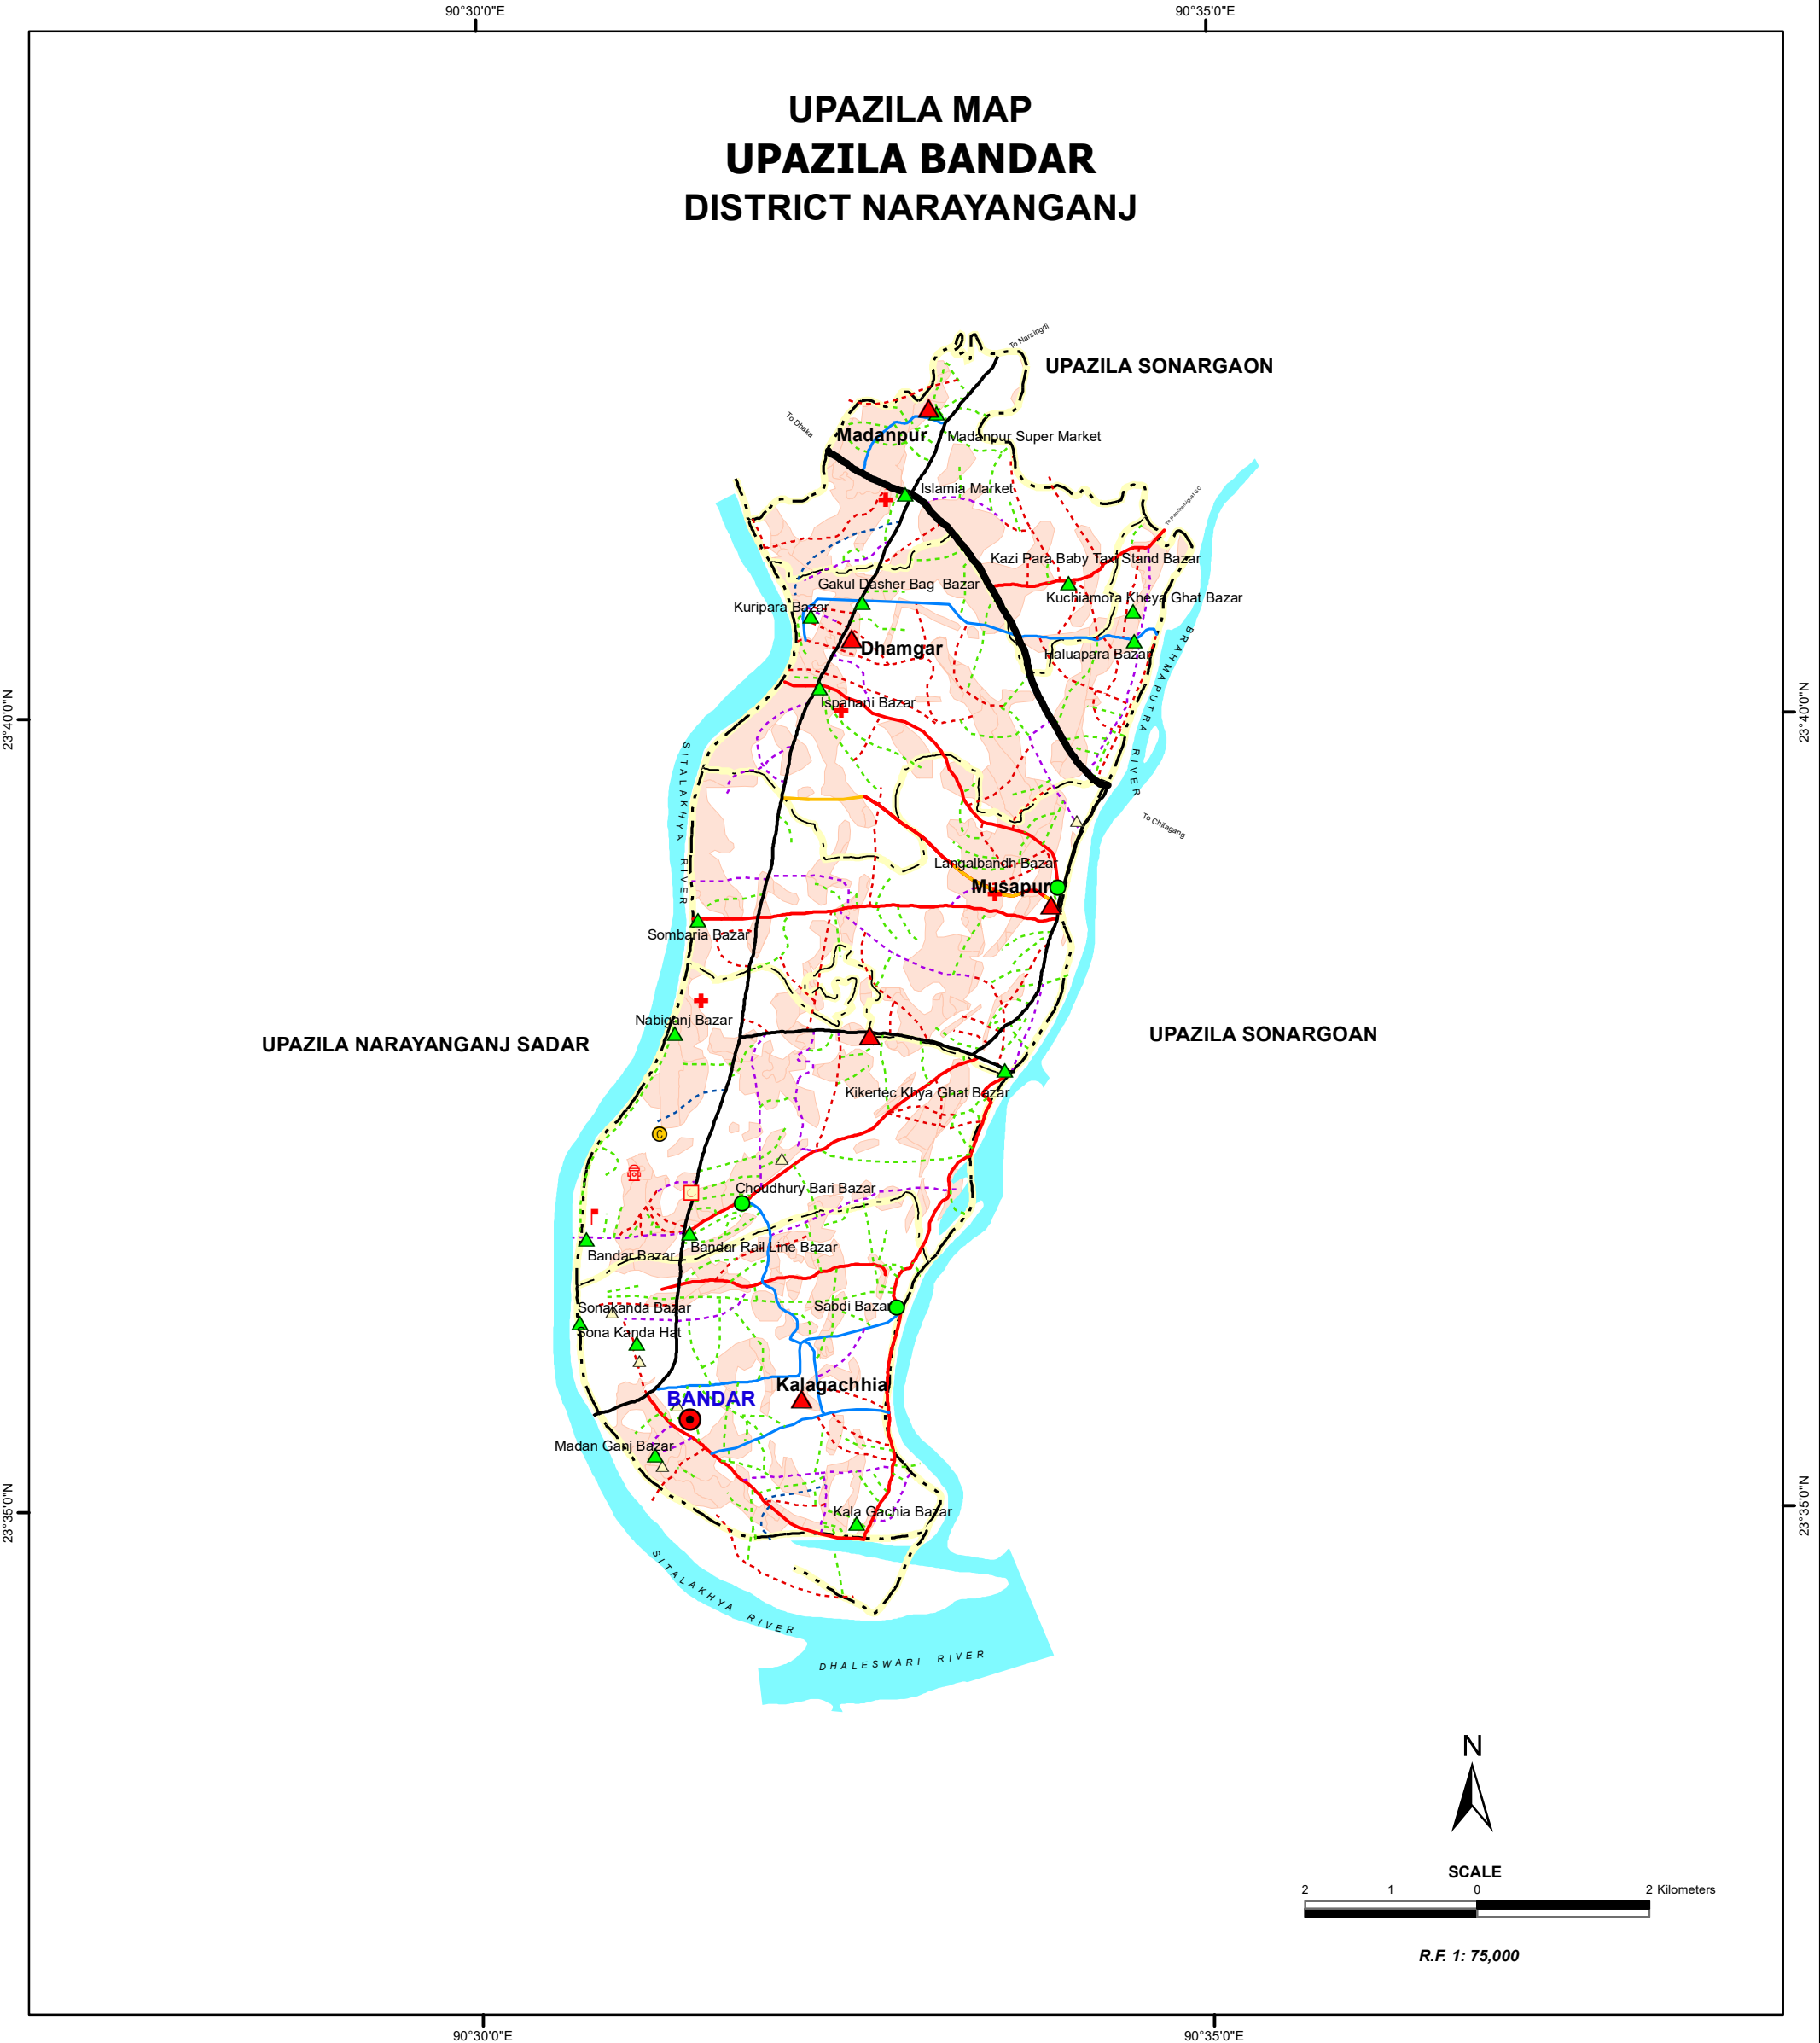 90°30'0"E
90°35'0"E
UPAZILA MAP
UPAZILA BANDAR
DISTRICT NARAYANGANJ
To Narsingdi
UPAZILA SONARGAON
To Dhaka
Madanpur
Madanpur Super Market
Islamia Market
Kazi Para Baby Taxi Stand Bazar
Gakul Dasher Bag Bazar
Kuchiamora Kheya Ghat Bazar
Kuripara Bazar
Dhamgar
Haluapara Bazar
BRAHMAPUTRA RIVER
Ispahani Bazar
23°40'0"N
23°40'0"N
SITALAKHYA RIVER
To Chitagang
Langalbandh Bazar
Musapur
Sombaria Bazar
Nabiganj Bazar
UPAZILA NARAYANGANJ SADAR
UPAZILA SONARGOAN
Kikertec Khya Ghat Bazar
C
Choudhury Bari Bazar
Bandar Rail Line Bazar
Bandar Bazar
Sonakanda Bazar
Sabdi Bazar
Sona Kanda Hat
Kalagachhia
BANDAR
Madan Ganj Bazar
Kala Gachia Bazar
23°35'0"N
23°35'0"N
SITALAKHYA RIVER
DHALESWARI RIVER
N
SCALE
2 1 0 2 Kilometers
R.F. 1: 75,000
90°30'0"E
90°35'0"E